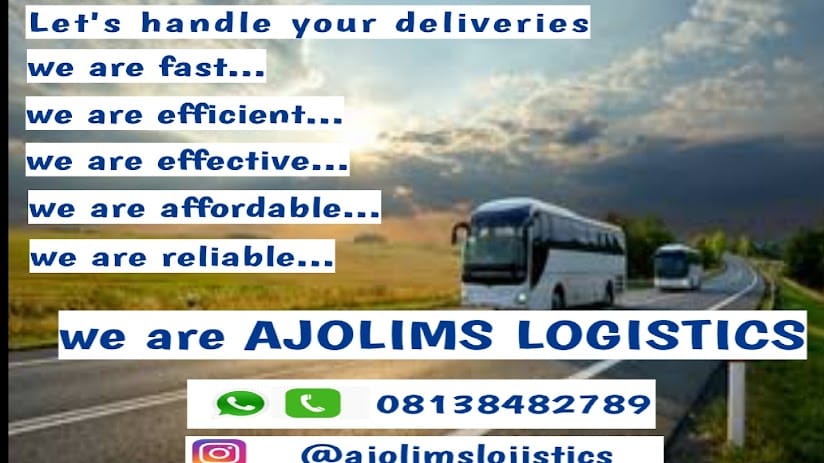 Let's handle your deliveries
we are fast...
we are efficient...
we are effective...
we are affordable...
we are reliable...
we are AJOLIMS LOGISTICS
08138482789
@ajolimslojistics